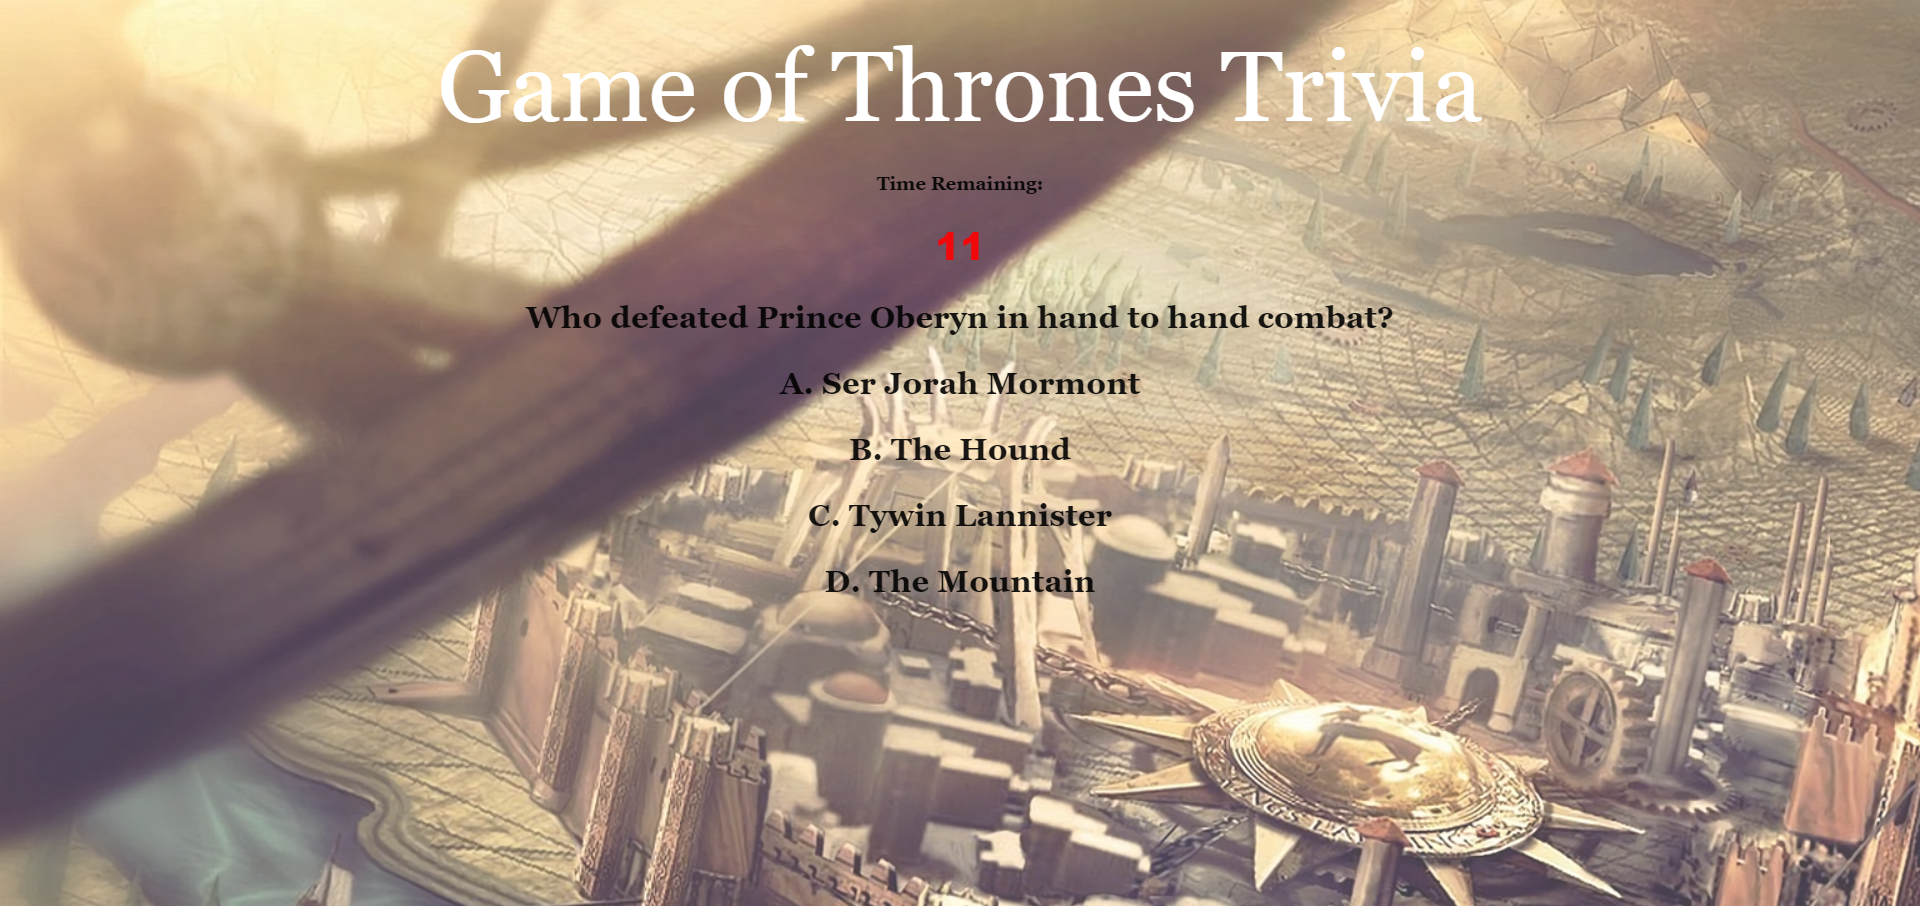 Game of Thrones Trivia
Time Remaining:
11
Who defeated Prince Oberyn in hand to hand combat?
A. Ser Jorah Mormont
B. The Hound
C. Tywin Lannister
D. The Mountain